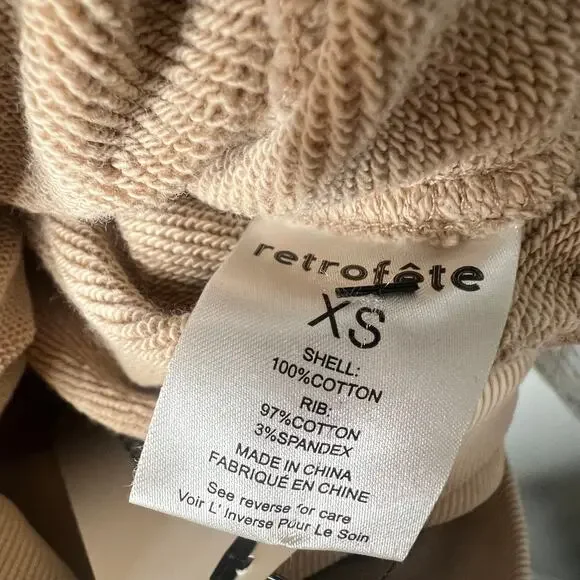 retrofête
XS
SHELL:
100%COTTON
RIB:
97%COTTON
3%SPANDEX
MADE IN CHINA
FABRIQUÉ EN CHINE
See reverse for care
Voir L' Inverse Pour Le Soin